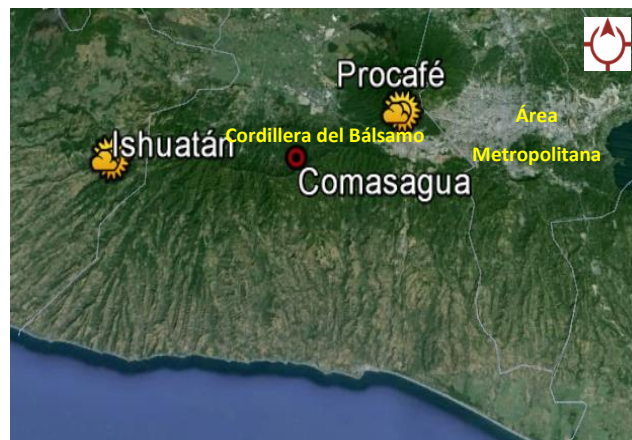 Procafé
Área
Cordillera del Bálsamo
Ishuatán
Metropolitana
Comasagua